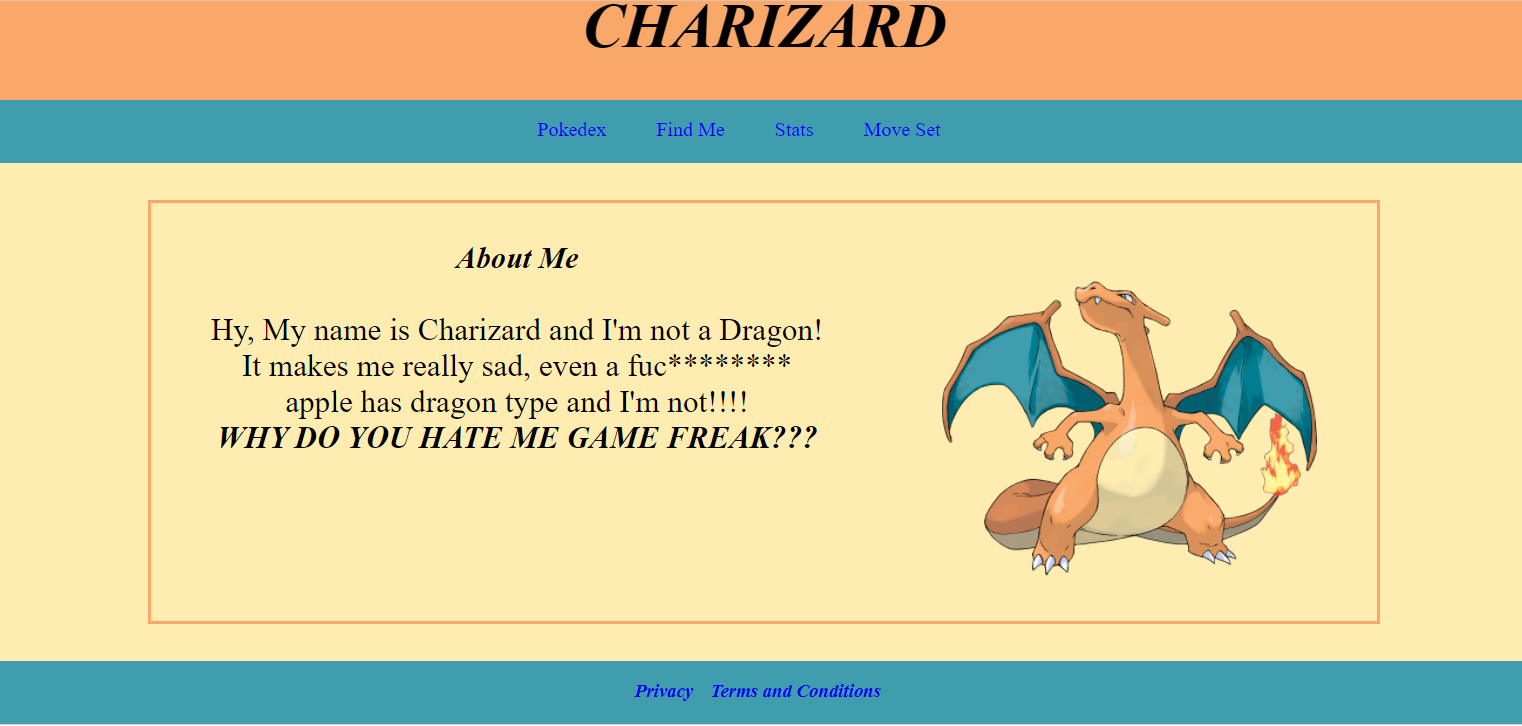 CHARIZARD
Pokedex Find Me Stats Move Set
About Me
Hy, My name is Charizard and I'm not a Dragon!
It makes me really sad, even a fuc********
apple has dragon type and I'm not!!!!
WHY DO YOU HATE ME GAME FREAK???
Privacy Terms and Conditions